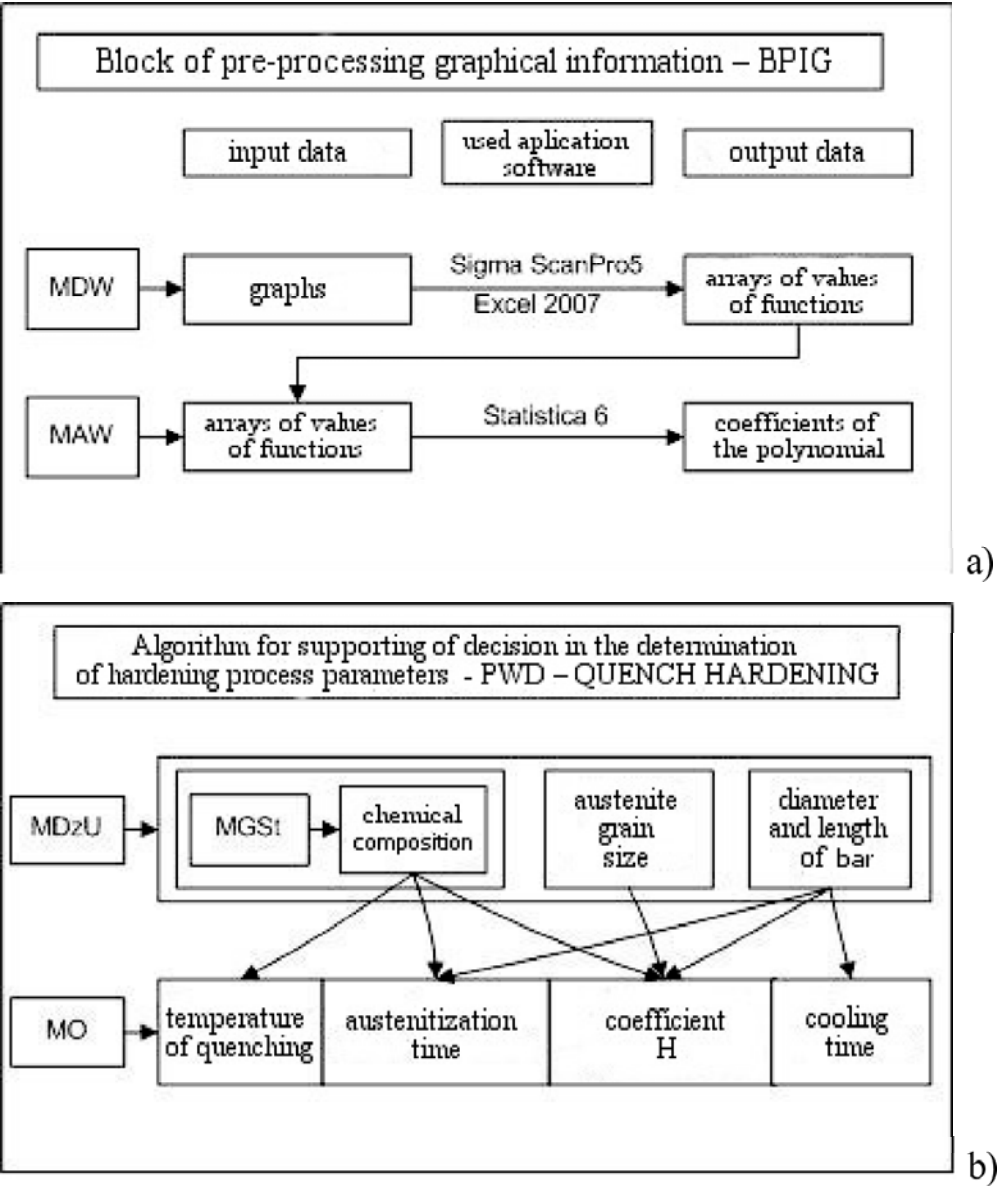 Block of pre-processing graphical information – BPIG
input data
used aplication
software
output data
MDW
graphs
Sigma ScanPro5
Excel 2007
arrays of values
of functions
MAW
arrays of values
of functions
Statistica 6
coefficients of
the polynomial
a)
Algorithm for supporting of decision in the determination
of hardening process parameters - PWD – QUENCH HARDENING
MDzU
MGSt
chemical
composition
austenite
grain
size
diameter
and length
of bar
MO
temperature
of quenching
austenitization
time
coefficient
H
cooling
time
b)